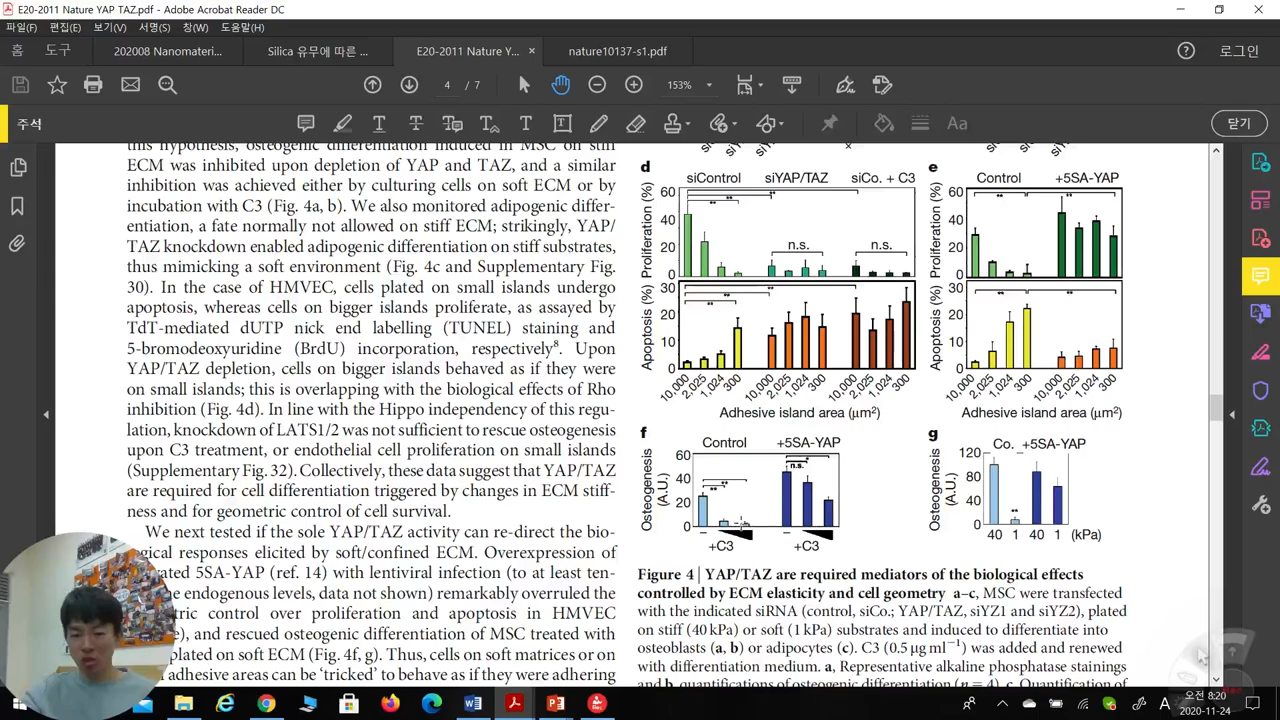 E20-2011 Nature YAP TAZ.pdf - Adobe Acrobat Reader DC
파일(F) 편집(E) 보기(V) 서명(S) 창(W) 도움말(H)
홈 도구 202008 Nanomateri... Silica 유무에 따른 ... E20-2011 Nature Y... × nature10137-s1.pdf 로그인
4 / 7 153%
주석 닫기
this hypothesis, osteogenic differentiation induced in MSC on stiff
ECM was inhibited upon depletion of YAP and TAZ, and a similar
inhibition was achieved either by culturing cells on soft ECM or by
incubation with C3 (Fig. 4a, b). We also monitored adipogenic differ-
entiation, a fate normally not allowed on stiff ECM; strikingly, YAP/
TAZ knockdown enabled adipogenic differentiation on stiff substrates,
thus mimicking a soft environment (Fig. 4c and Supplementary Fig.
30). In the case of HMVEC, cells plated on small islands undergo
apoptosis, whereas cells on bigger islands proliferate, as assayed by
TdT-mediated dUTP nick end labelling (TUNEL) staining and
5-bromodeoxyuridine (BrdU) incorporation, respectively⁸. Upon
YAP/TAZ depletion, cells on bigger islands behaved as if they were
on small islands; this is overlapping with the biological effects of Rho
inhibition (Fig. 4d). In line with the Hippo independency of this regu-
lation, knockdown of LATS1/2 was not sufficient to rescue osteogenesis
upon C3 treatment, or endothelial cell proliferation on small islands
(Supplementary Fig. 32). Collectively, these data suggest that YAP/TAZ
are required for cell differentiation triggered by changes in ECM stiff-
ness and for geometric control of cell survival.
We next tested if the sole YAP/TAZ activity can re-direct the bio-
gical responses elicited by soft/confined ECM. Overexpression of
rated 5SA-YAP (ref. 14) with lentiviral infection (to at least ten-
he endogenous levels, data not shown) remarkably overruled the
tric control over proliferation and apoptosis in HMVEC
e), and rescued osteogenic differentiation of MSC treated with
plated on soft ECM (Fig. 4f, g). Thus, cells on soft matrices or on
adhesive areas can be ‘tricked’ to behave as if they were adhering
d siControl siYAP/TAZ siCo. + C3
Proliferation (%)
60
40
20
0
** ** ** n.s. n.s.
Apoptosis (%)
30
20
10
0
** ** ** **
10,000 2,025 1,024 300 10,000 2,025 1,024 300 10,000 2,025 1,024 300
Adhesive island area (μm²)
e Control +5SA-YAP
Proliferation (%)
60
40
20
0
** **
Apoptosis (%)
30
20
10
0
** **
10,000 2,025 1,024 300 10,000 2,025 1,024 300
Adhesive island area (μm²)
f Control +5SA-YAP
Osteogenesis (A.U.)
60
40
20
0
** ** n.s. *
– –
+C3 +C3
g Co. +5SA-YAP
Osteogenesis (A.U.)
120
80
40
0
**
40 1 40 1 (kPa)
Figure 4 | YAP/TAZ are required mediators of the biological effects
controlled by ECM elasticity and cell geometry a–c, MSC were transfected
with the indicated siRNA (control, siCo.; YAP/TAZ, siYZ1 and siYZ2), plated
on stiff (40 kPa) or soft (1 kPa) substrates and induced to differentiate into
osteoblasts (a, b) or adipocytes (c). C3 (0.5 μg ml⁻¹) was added and renewed
with differentiation medium. a, Representative alkaline phosphatase stainings
and b, quantifications of osteogenic differentiation (n = 4). c, Quantification of
A 오전 8:20
2020-11-24